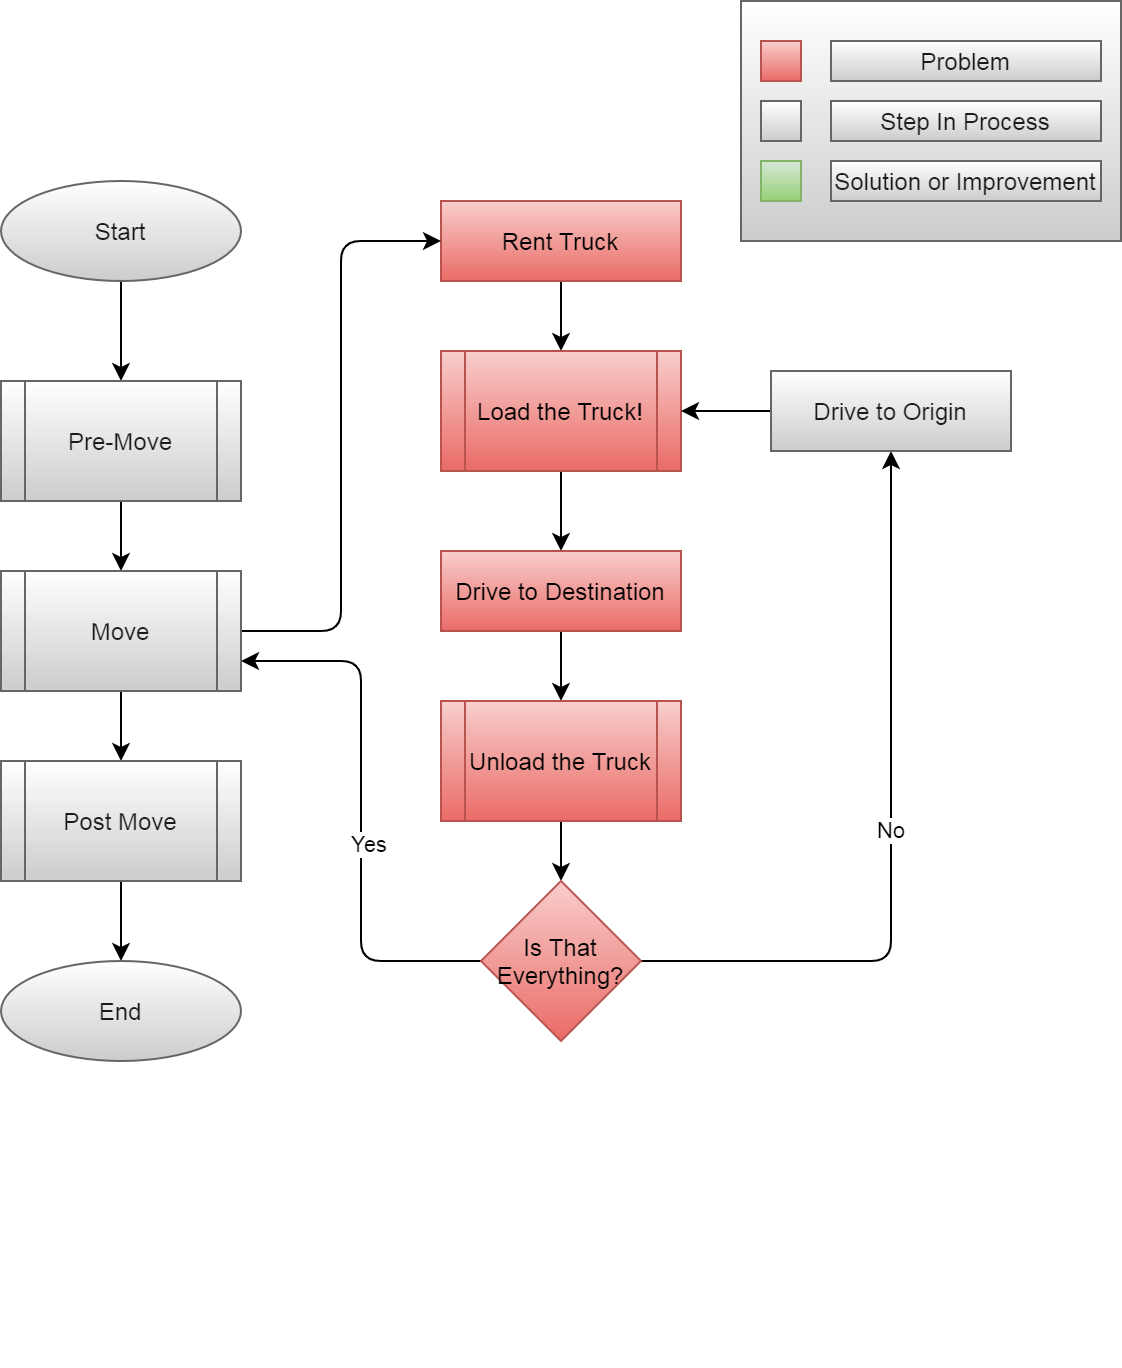 Problem
Step In Process
Solution or Improvement
Start
Pre-Move
Move
Post Move
End
Rent Truck
Load the Truck!
Drive to Origin
Drive to Destination
Unload the Truck
Yes
No
Is That
Everything?